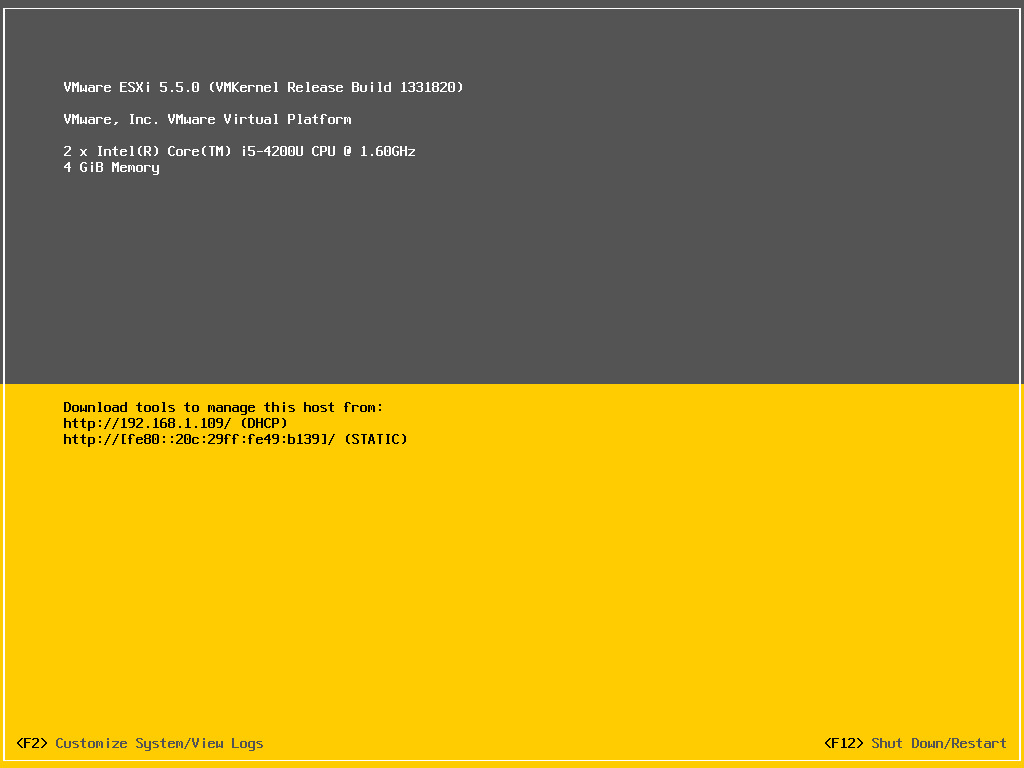 VMware ESXi 5.5.0 (VMKernel Release Build 1331820)
VMware, Inc. VMware Virtual Platform
2 x Intel(R) Core(TM) i5-4200U CPU @ 1.60GHz
4 GiB Memory
Download tools to manage this host from:
http://192.168.1.109/ (DHCP)
http://[fe80::20c:29ff:fe49:b139]/ (STATIC)
<F2> Customize System/View Logs
<F12> Shut Down/Restart